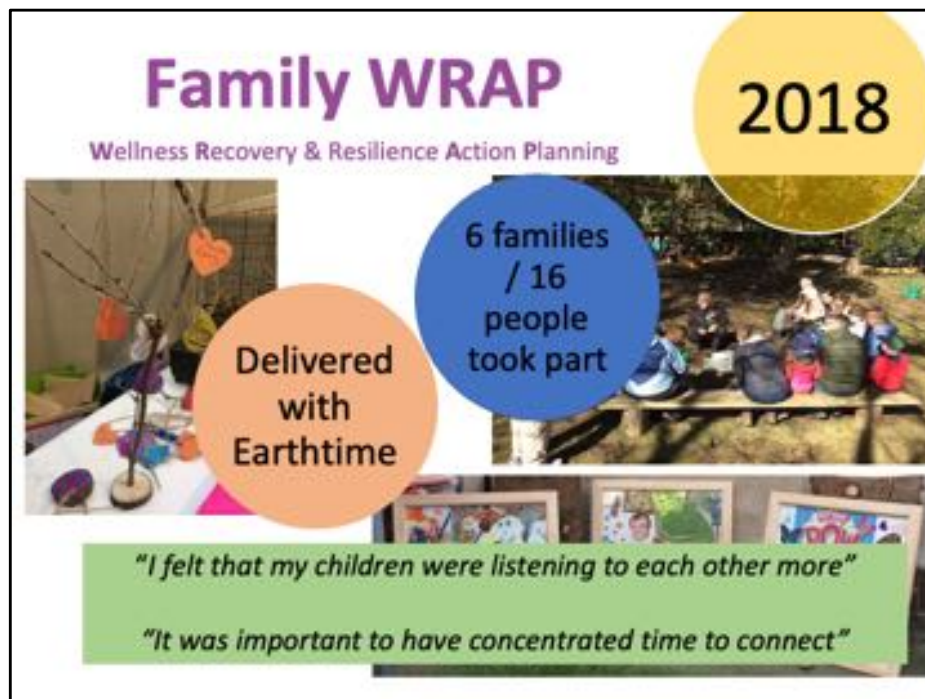 Family WRAP
2018
Wellness Recovery & Resilience Action Planning
6 families
/ 16
people
took part
Delivered
with
Earthtime
"I felt that my children were listening to each other more"
"It was important to have concentrated time to connect"